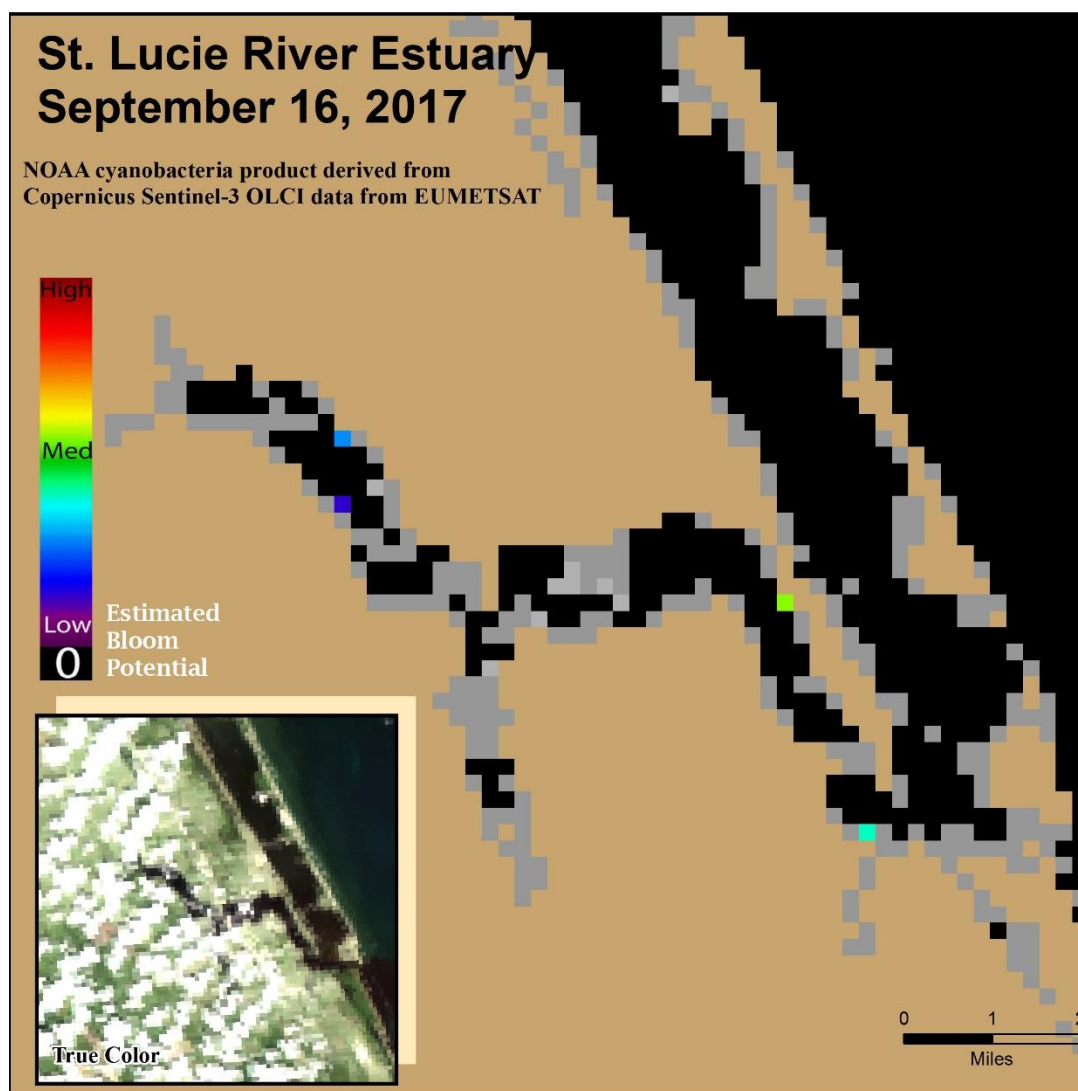 St. Lucie River Estuary
September 16, 2017
NOAA cyanobacteria product derived from
Copernicus Sentinel-3 OLCI data from EUMETSAT
High
Med
Low
0
Estimated
Bloom
Potential
True Color
0 1 2
Miles